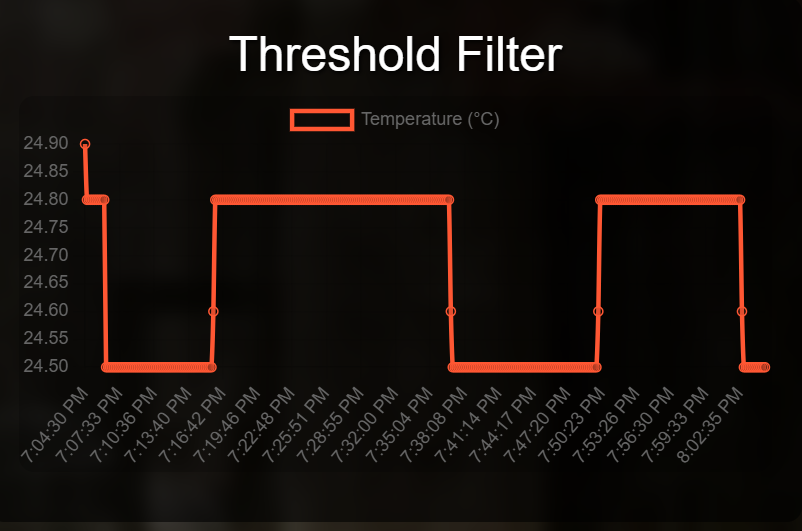 Threshold Filter
Temperature (°C)
24.90
24.85
24.80
24.75
24.70
24.65
24.60
24.55
24.50
7:04:30 PM
7:07:33 PM
7:10:36 PM
7:13:40 PM
7:16:42 PM
7:19:46 PM
7:22:48 PM
7:25:51 PM
7:28:55 PM
7:32:00 PM
7:35:04 PM
7:38:08 PM
7:41:14 PM
7:44:17 PM
7:47:20 PM
7:50:23 PM
7:53:26 PM
7:56:30 PM
7:59:33 PM
8:02:35 PM